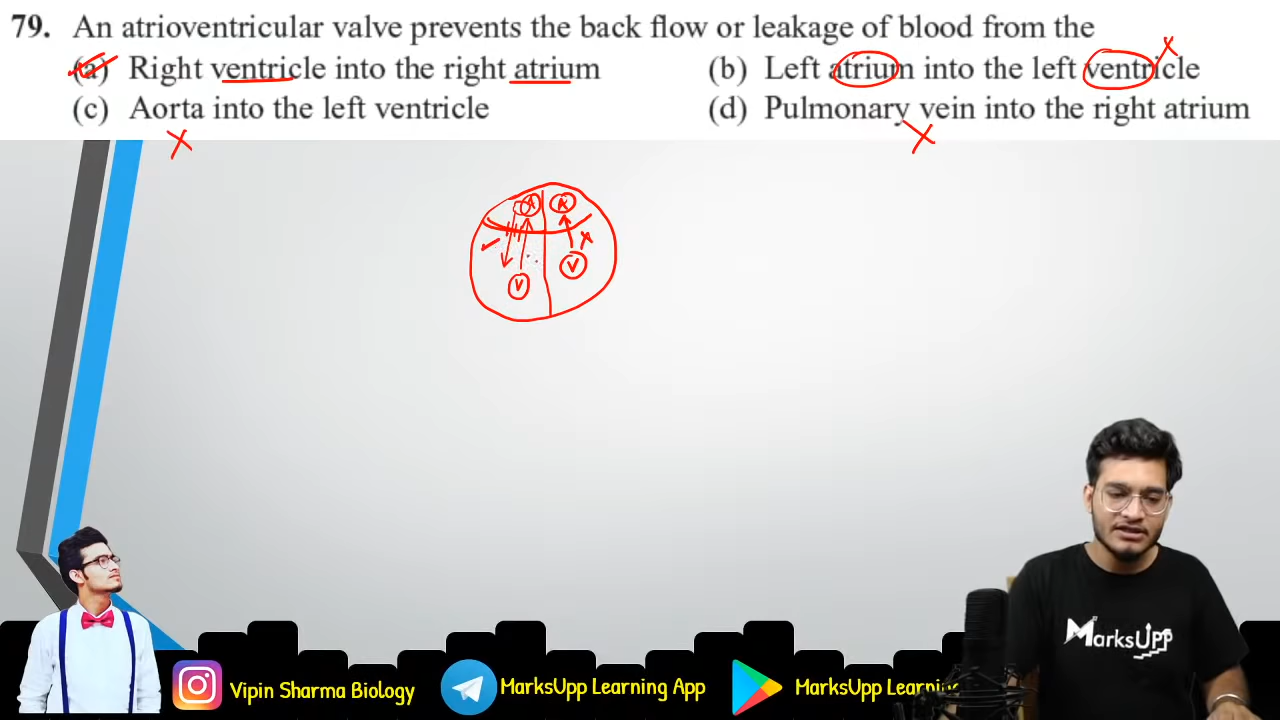 79. An atrioventricular valve prevents the back flow or leakage of blood from the
(a) Right ventricle into the right atrium (b) Left atrium into the left ventricle
(c) Aorta into the left ventricle (d) Pulmonary vein into the right atrium
A A
V V
MarksUpp
Vipin Sharma Biology MarksUpp Learning App MarksUpp Learning